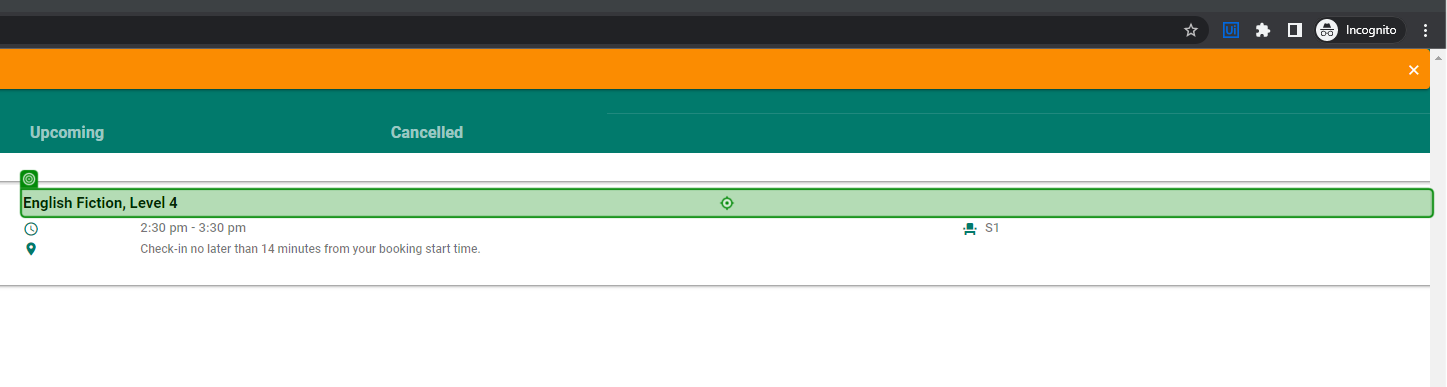 UI
Incognito
Upcoming Cancelled
English Fiction, Level 4
2:30 pm - 3:30 pm S1
Check-in no later than 14 minutes from your booking start time.